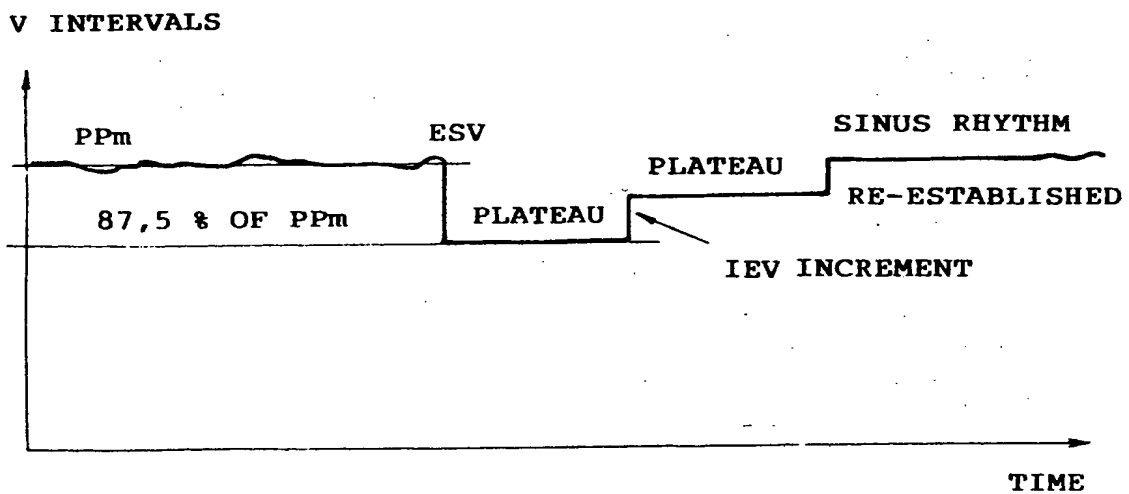 V INTERVALS
PPm
ESV
SINUS RHYTHM
PLATEAU
RE-ESTABLISHED
87,5 % OF PPm
PLATEAU
IEV INCREMENT
TIME